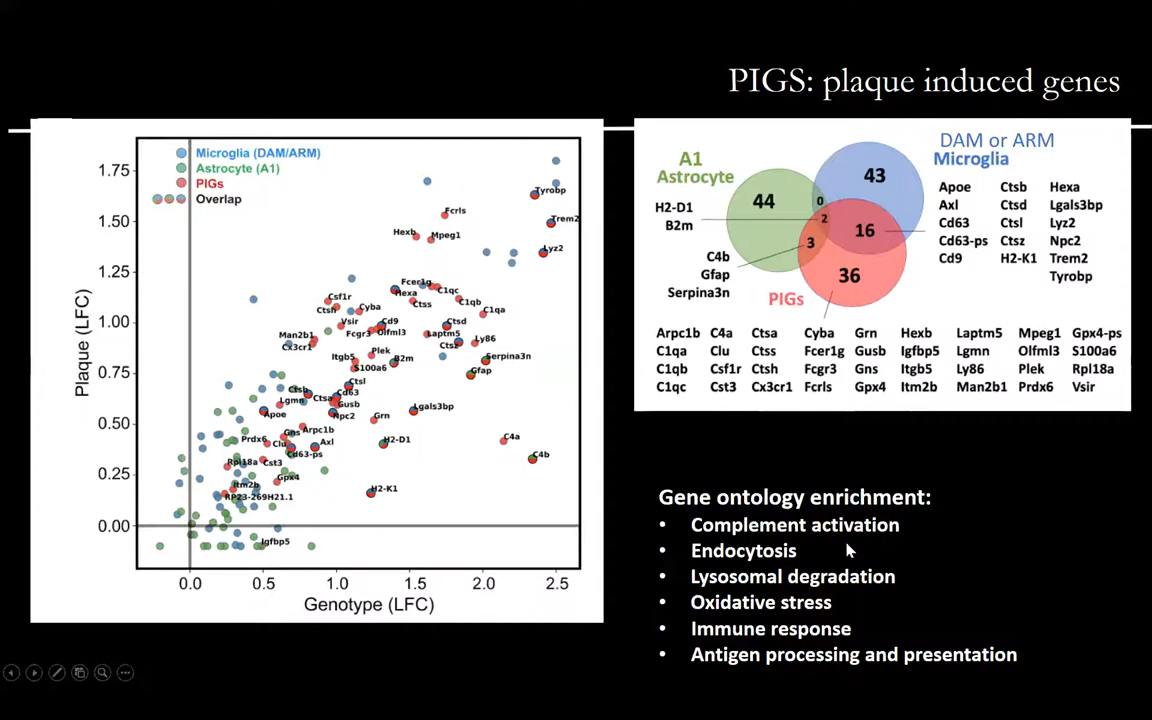 PIGS: plaque induced genes
Microglia (DAM/ARM)
Astrocyte (A1)
PIGs
Overlap
Plaque (LFC)
1.75
1.50
1.25
1.00
0.75
0.50
0.25
0.00
Tyrobp
Fcrls
Trem2
Hexb
Mpeg1
Lyz2
Fcer1g
Hexa
C1qc
Csf1r
Ctss
C1qb
Ctsh
Cyba
C1qa
Vsir
Cd9
Ctsd
Fcgr3
Olfml3
Man2b1
Laptm5
Ly86
Cx3cr1
Ctsz
Plek
Itgb5
B2m
Serpina3n
S100a6
Gfap
Ctsl
Ctsb
Cd63
Ctsa
Lgmn
Gusb
Lgals3bp
Apoe
Npc2
Grn
Arpc1b
Gns
C4a
Prdx6
Clu
Axl
H2-D1
Cd63-ps
C4b
Rpl18a
Cst3
Gpx4
Itm2b
H2-K1
RP23-269H21.1
Igfbp5
0.0 0.5 1.0 1.5 2.0 2.5
Genotype (LFC)
A1
Astrocyte
DAM or ARM
Microglia
44
43
0
2
16
3
36
H2-D1
B2m
C4b
Gfap
Serpina3n
PIGs
Apoe Ctsb Hexa
Axl Ctsd Lgals3bp
Cd63 Ctsl Lyz2
Cd63-ps Ctsz Npc2
Cd9 H2-K1 Trem2
Tyrobp
Arpc1b C4a Ctsa Cyba Grn Hexb Laptm5 Mpeg1 Gpx4-ps
C1qa Clu Ctss Fcer1g Gusb Igfbp5 Lgmn Olfml3 S100a6
C1qb Csf1r Ctsh Fcgr3 Gns Itgb5 Ly86 Plek Rpl18a
C1qc Cst3 Cx3cr1 Fcrls Gpx4 Itm2b Man2b1 Prdx6 Vsir
Gene ontology enrichment:
• Complement activation
• Endocytosis
• Lysosomal degradation
• Oxidative stress
• Immune response
• Antigen processing and presentation